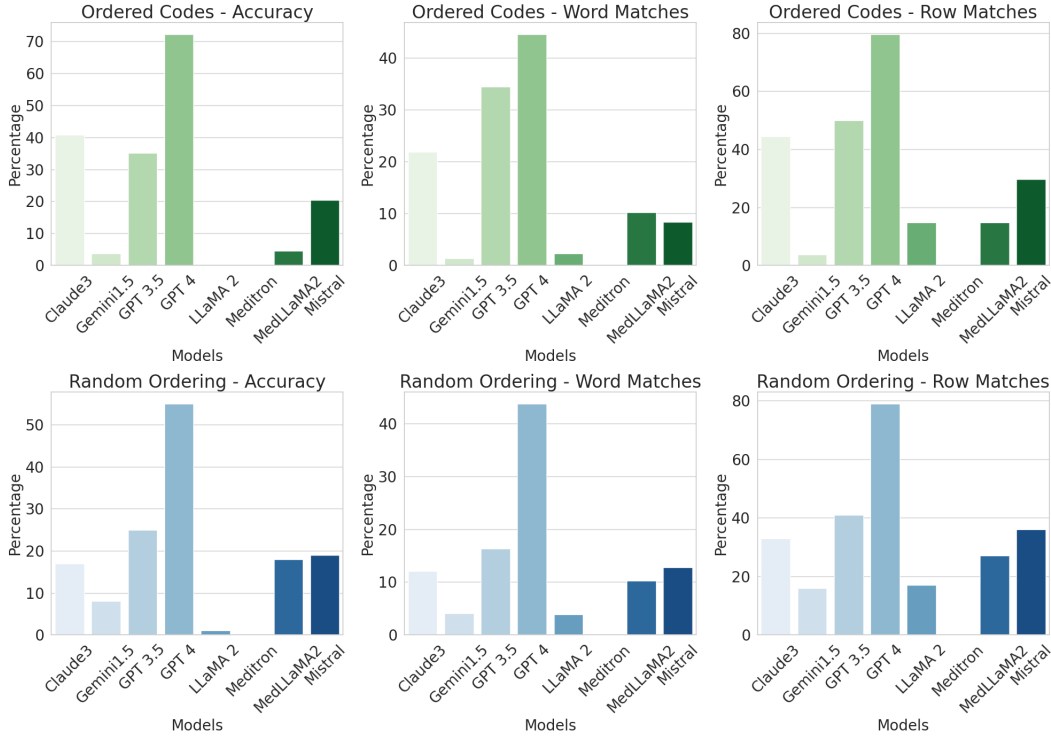 Ordered Codes - Accuracy
Percentage
70
60
50
40
30
20
10
0
Claude3
Gemini1.5
GPT 3.5
GPT 4
LLaMA 2
Meditron
MedLLaMA2
Mistral
Models
Ordered Codes - Word Matches
Percentage
40
30
20
10
0
Claude3
Gemini1.5
GPT 3.5
GPT 4
LLaMA 2
Meditron
MedLLaMA2
Mistral
Models
Ordered Codes - Row Matches
Percentage
80
60
40
20
0
Claude3
Gemini1.5
GPT 3.5
GPT 4
LLaMA 2
Meditron
MedLLaMA2
Mistral
Models
Random Ordering - Accuracy
Percentage
50
40
30
20
10
0
Claude3
Gemini1.5
GPT 3.5
GPT 4
LLaMA 2
Meditron
MedLLaMA2
Mistral
Models
Random Ordering - Word Matches
Percentage
40
30
20
10
0
Claude3
Gemini1.5
GPT 3.5
GPT 4
LLaMA 2
Meditron
MedLLaMA2
Mistral
Models
Random Ordering - Row Matches
Percentage
80
60
40
20
0
Claude3
Gemini1.5
GPT 3.5
GPT 4
LLaMA 2
Meditron
MedLLaMA2
Mistral
Models